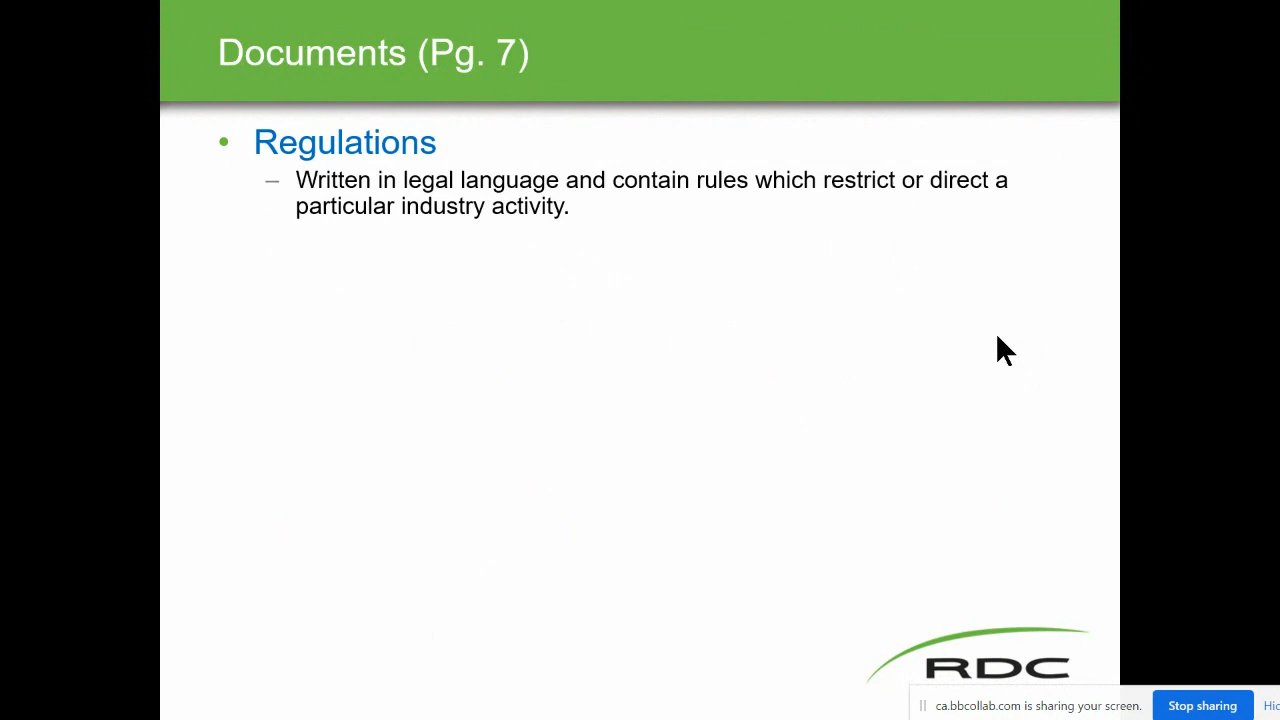 Documents (Pg. 7)
• Regulations
– Written in legal language and contain rules which restrict or direct a
particular industry activity.
RDC
ca.bbcollab.com is sharing your screen. Stop sharing Hic